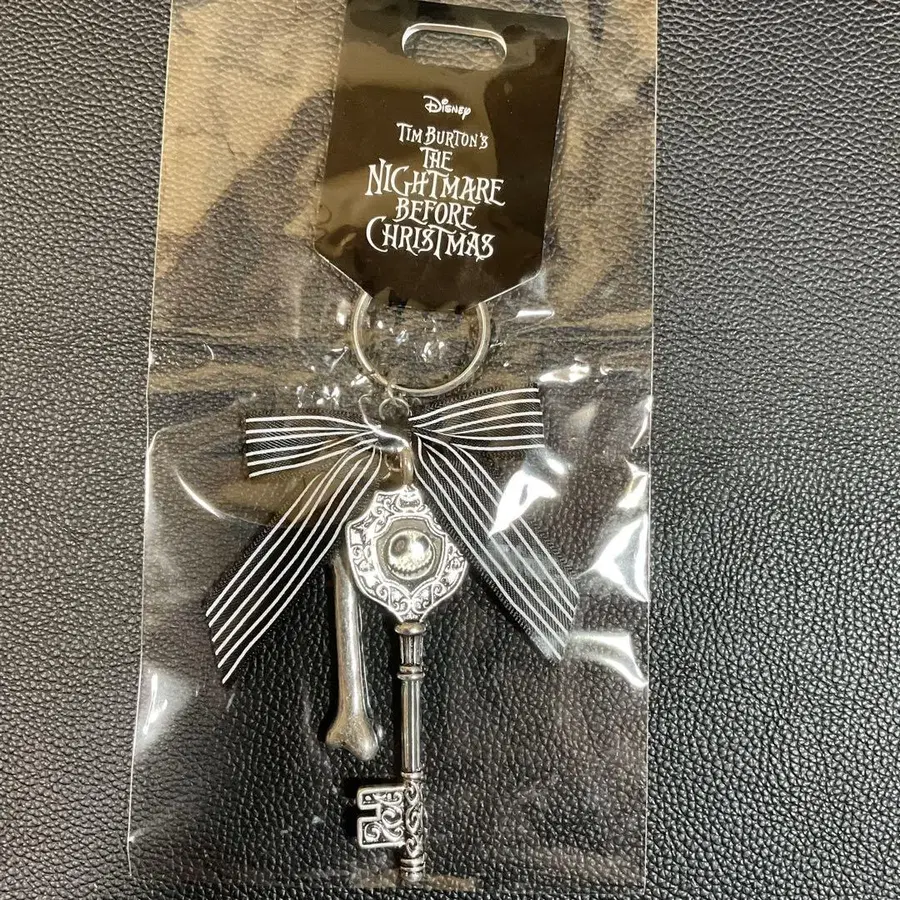 Disney
TIM BURTON'S
THE
NIGHTMARE
BEFORE
CHRISTMAS